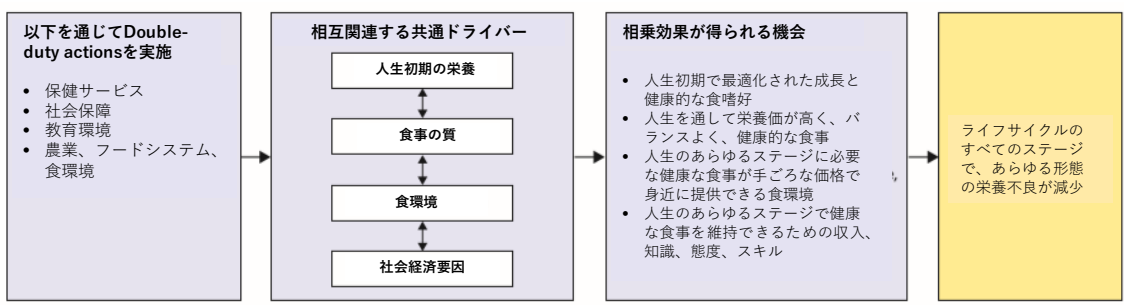 以下を通じてDouble-
duty actionsを実施
• 保健サービス
• 社会保障
• 教育環境
• 農業、フードシステム、
食環境
相互関連する共通ドライバー
人生初期の栄養
食事の質
食環境
社会経済要因
相乗効果が得られる機会
• 人生初期で最適化された成長と
健康的な食嗜好
• 人生を通して栄養価が高く、バ
ランスよく、健康的な食事
• 人生のあらゆるステージに必要
な健康な食事が手ごろな価格で
身近に提供できる食環境
• 人生のあらゆるステージで健康
な食事を維持できるための収入、
知識、態度、スキル
ライフサイクルの
すべてのステージ
で、あらゆる形態
の栄養不良が減少